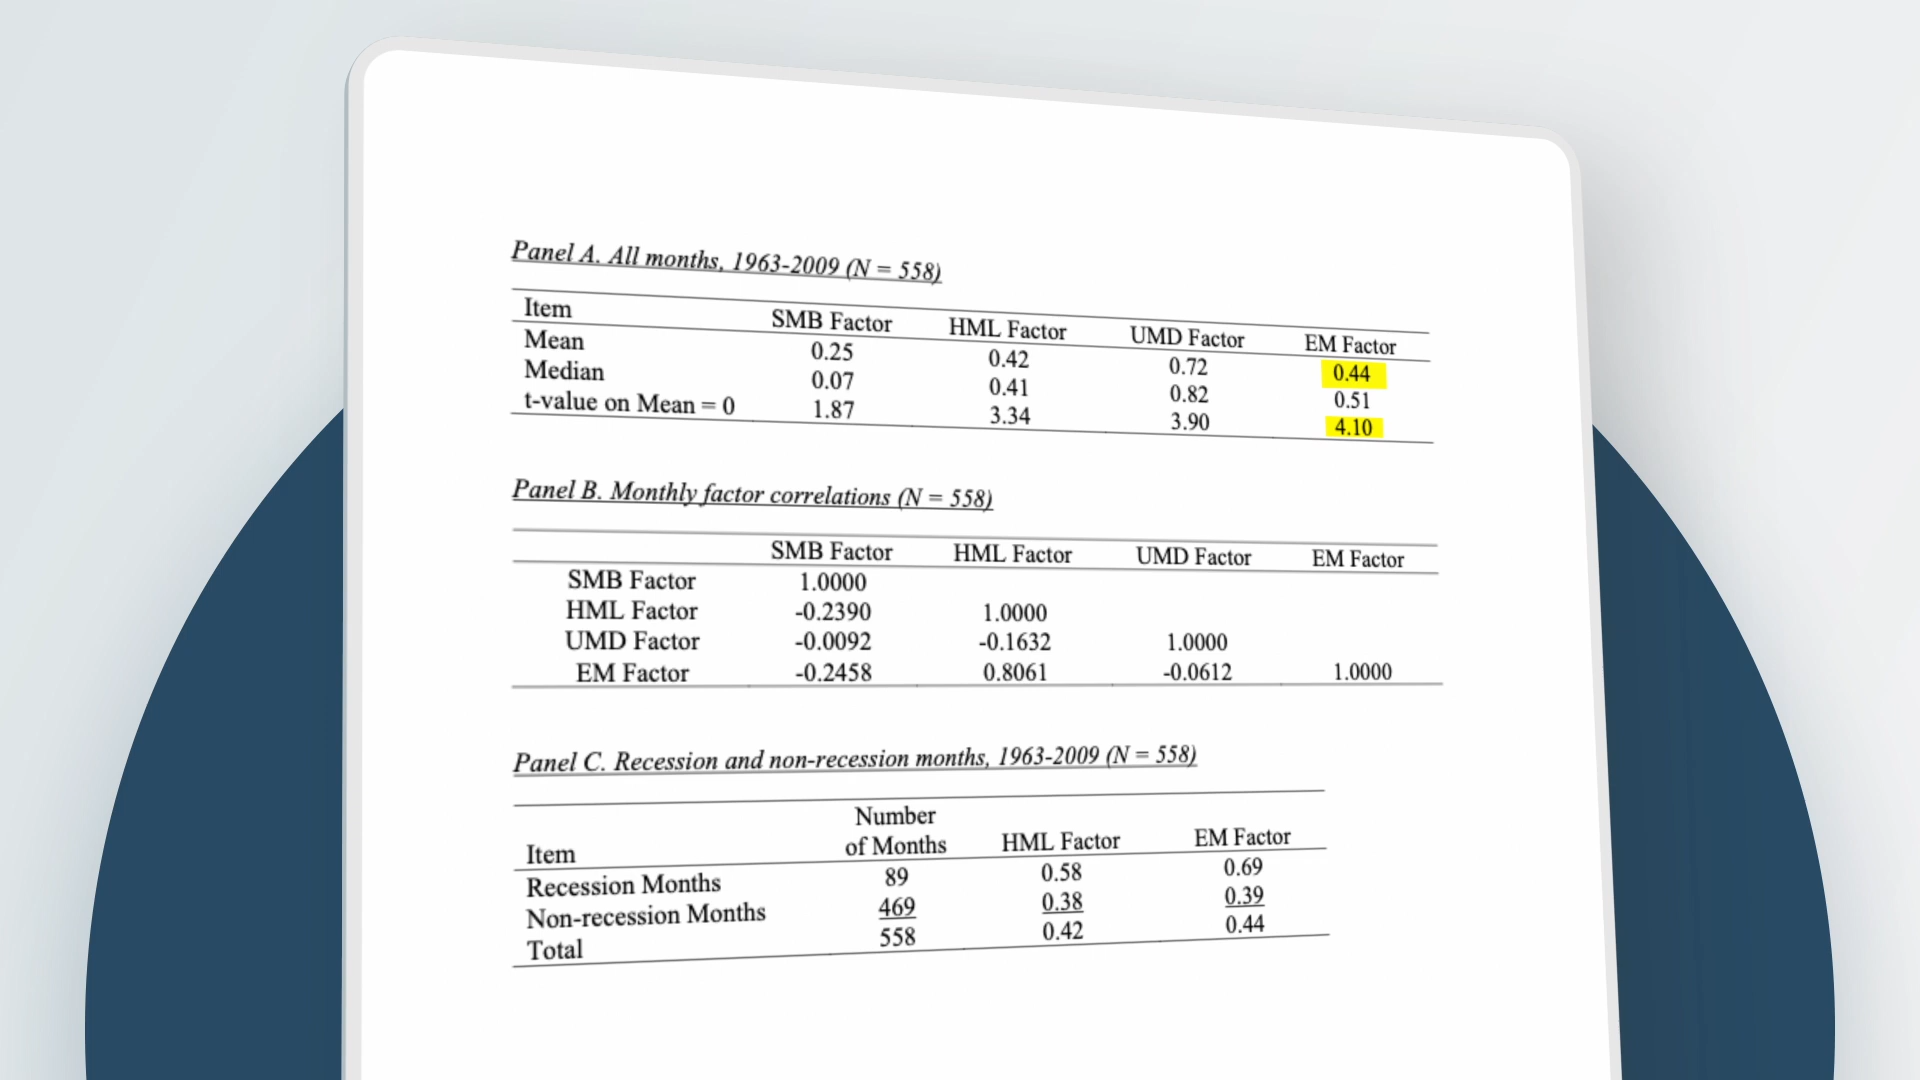 Panel A. All months, 1963-2009 (N = 558)
Item SMB Factor HML Factor UMD Factor EM Factor
Mean 0.25 0.42 0.72 0.44
Median 0.07 0.41 0.82 0.51
t-value on Mean = 0 1.87 3.34 3.90 4.10
Panel B. Monthly factor correlations (N = 558)
SMB Factor HML Factor UMD Factor EM Factor
SMB Factor 1.0000
HML Factor -0.2390 1.0000
UMD Factor -0.0092 -0.1632 1.0000
EM Factor -0.2458 0.8061 -0.0612 1.0000
Panel C. Recession and non-recession months, 1963-2009 (N = 558)
Number
Item of Months HML Factor EM Factor
Recession Months 89 0.58 0.69
Non-recession Months 469 0.38 0.39
Total 558 0.42 0.44